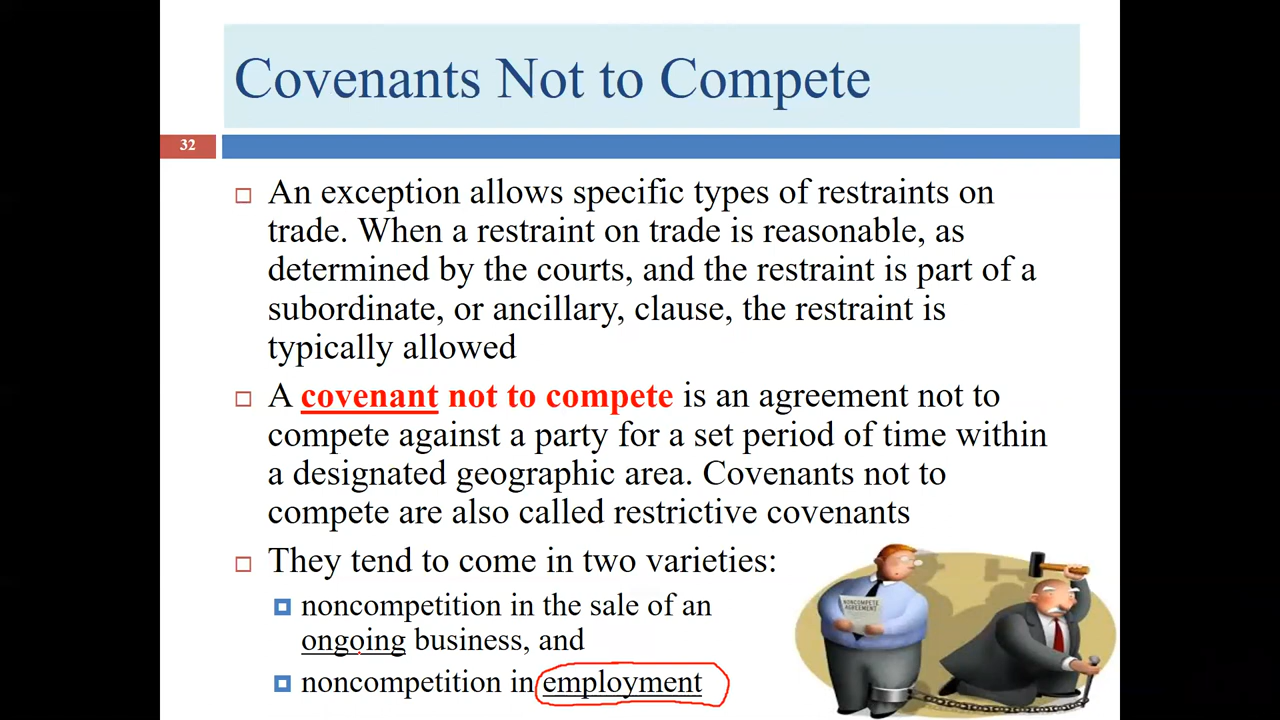 Covenants Not to Compete
32
An exception allows specific types of restraints on
trade. When a restraint on trade is reasonable, as
determined by the courts, and the restraint is part of a
subordinate, or ancillary, clause, the restraint is
typically allowed
A covenant not to compete is an agreement not to
compete against a party for a set period of time within
a designated geographic area. Covenants not to
compete are also called restrictive covenants
They tend to come in two varieties:
noncompetition in the sale of an
ongoing business, and
noncompetition in employment
NONCOMPETE
AGREEMENT